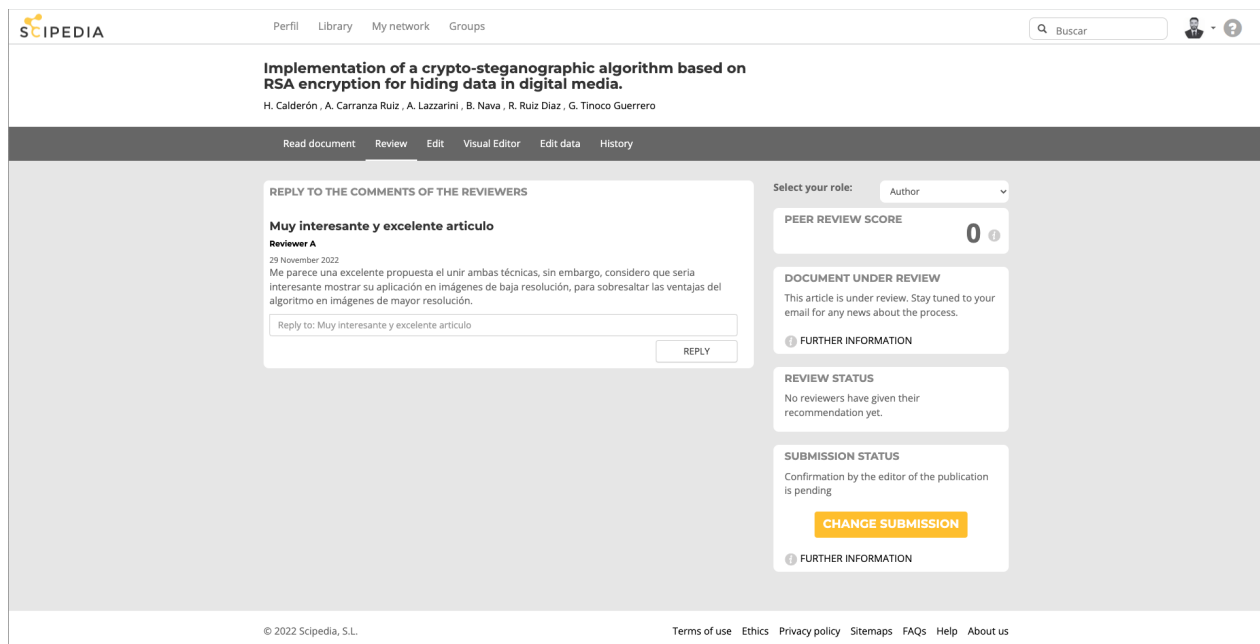 SCIPEDIA
Perfil Library My network Groups
Buscar
?
Implementation of a crypto-steganographic algorithm based on
RSA encryption for hiding data in digital media.
H. Calderón , A. Carranza Ruiz , A. Lazzarini , B. Nava , R. Ruiz Diaz , G. Tinoco Guerrero
Read document Review Edit Visual Editor Edit data History
REPLY TO THE COMMENTS OF THE REVIEWERS
Muy interesante y excelente articulo
Reviewer A
29 November 2022
Me parece una excelente propuesta el unir ambas técnicas, sin embargo, considero que seria
interesante mostrar su aplicación en imágenes de baja resolución, para sobresaltar las ventajas del
algoritmo en imágenes de mayor resolución.
Reply to: Muy interesante y excelente articulo
REPLY
Select your role: Author
PEER REVIEW SCORE
0 i
DOCUMENT UNDER REVIEW
This article is under review. Stay tuned to your
email for any news about the process.
i FURTHER INFORMATION
REVIEW STATUS
No reviewers have given their
recommendation yet.
SUBMISSION STATUS
Confirmation by the editor of the publication
is pending
CHANGE SUBMISSION
i FURTHER INFORMATION
© 2022 Scipedia, S.L.
Terms of use Ethics Privacy policy Sitemaps FAQs Help About us